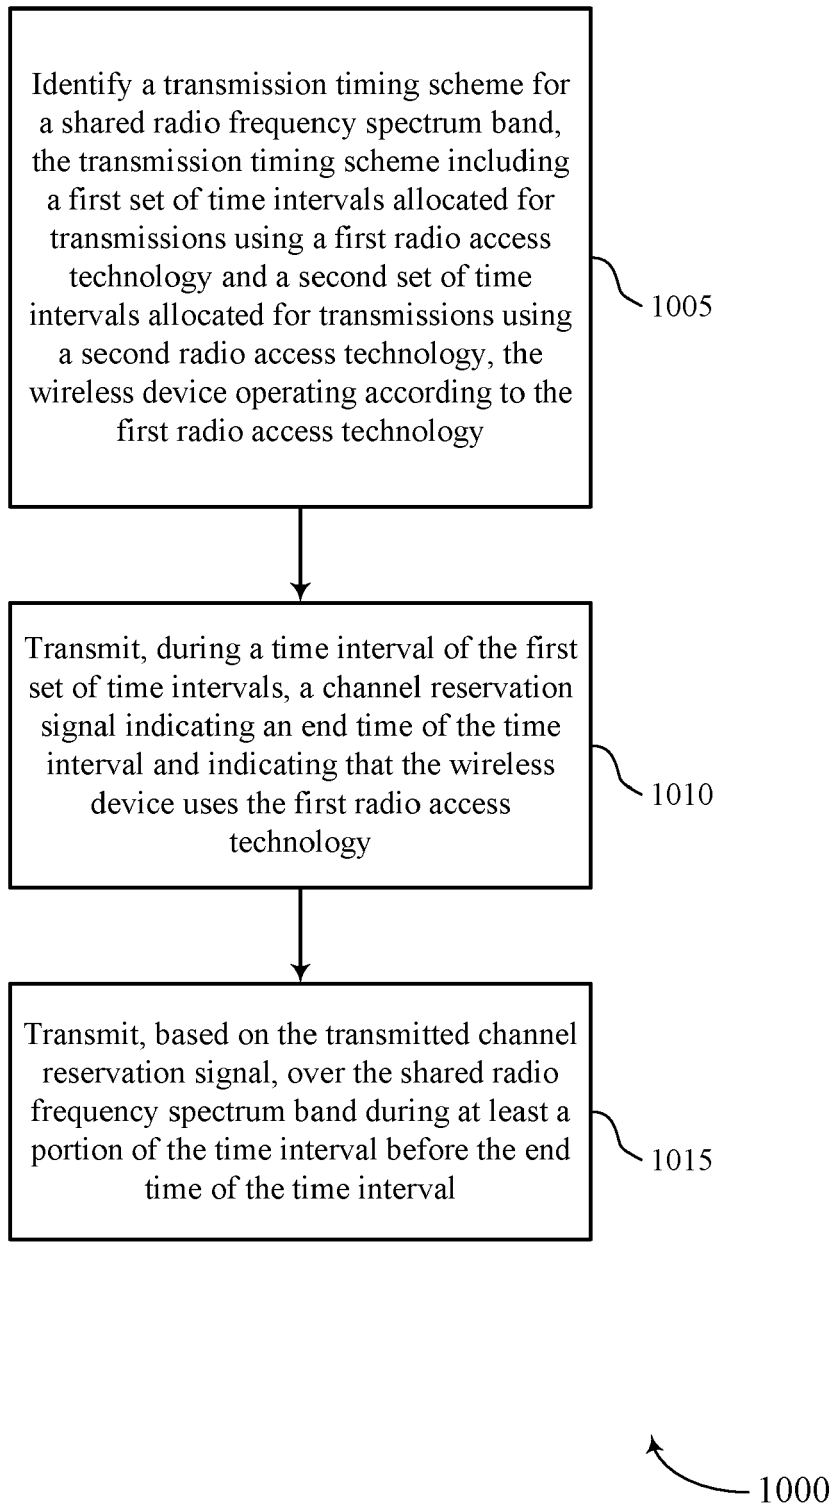 Identify a transmission timing scheme for
a shared radio frequency spectrum band,
the transmission timing scheme including
a first set of time intervals allocated for
transmissions using a first radio access
technology and a second set of time
intervals allocated for transmissions using
a second radio access technology, the
wireless device operating according to the
first radio access technology
1005
Transmit, during a time interval of the first
set of time intervals, a channel reservation
signal indicating an end time of the time
interval and indicating that the wireless
device uses the first radio access
technology
1010
Transmit, based on the transmitted channel
reservation signal, over the shared radio
frequency spectrum band during at least a
portion of the time interval before the end
time of the time interval
1015
1000